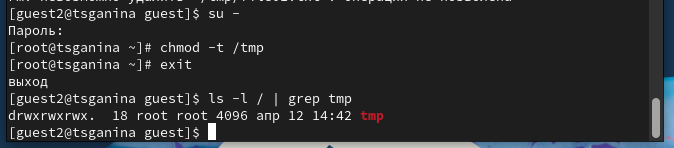 [guest2@tsganina guest]$ su -
Пароль:
[root@tsganina ~]# chmod -t /tmp
[root@tsganina ~]# exit
выход
[guest2@tsganina guest]$ ls -l / | grep tmp
drwxrwxrwx.  18 root root 4096 апр 12 14:42 tmp
[guest2@tsganina guest]$